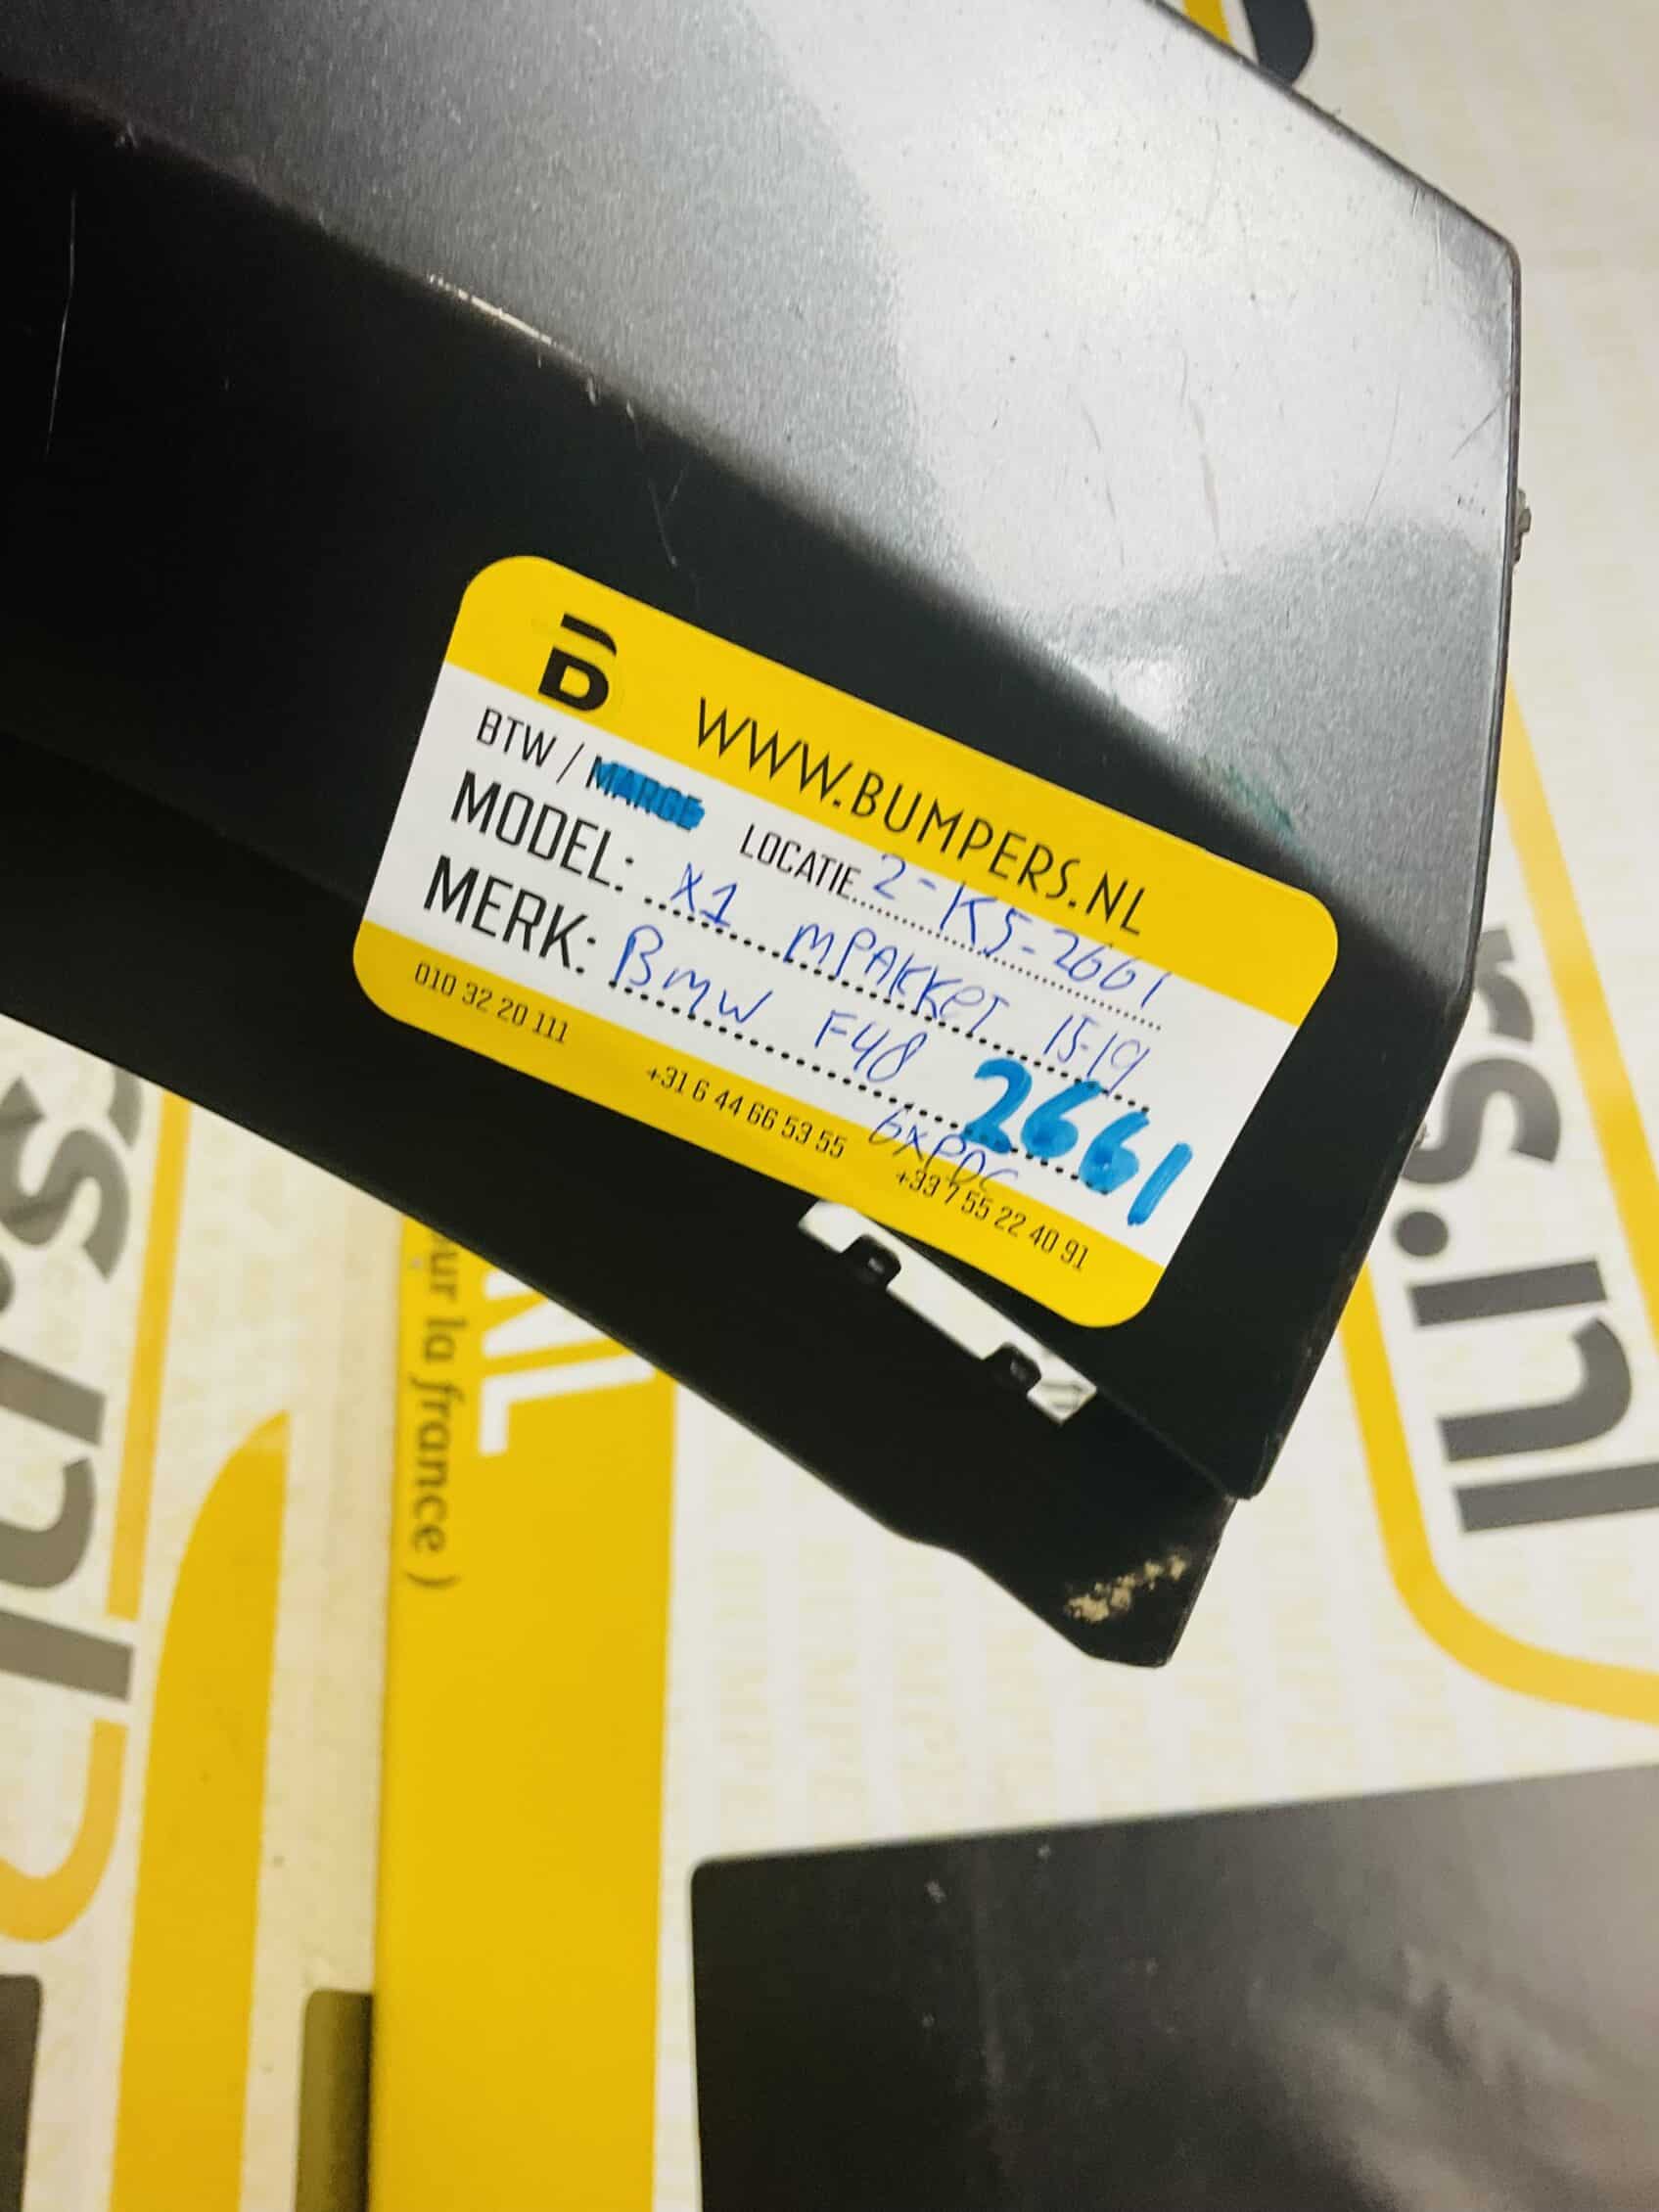 B WWW.BUMPERS.NL
BTW / MARGE LOCATIE 2-K5-2661
MODEL: X1 MPAKKET 15-19
MERK: BMW F48 2661
6XPDC
010 32 20 111 +31 6 44 66 53 55 +33 7 55 22 40 91
rs.nl
rs.nl
NL
ur la france )